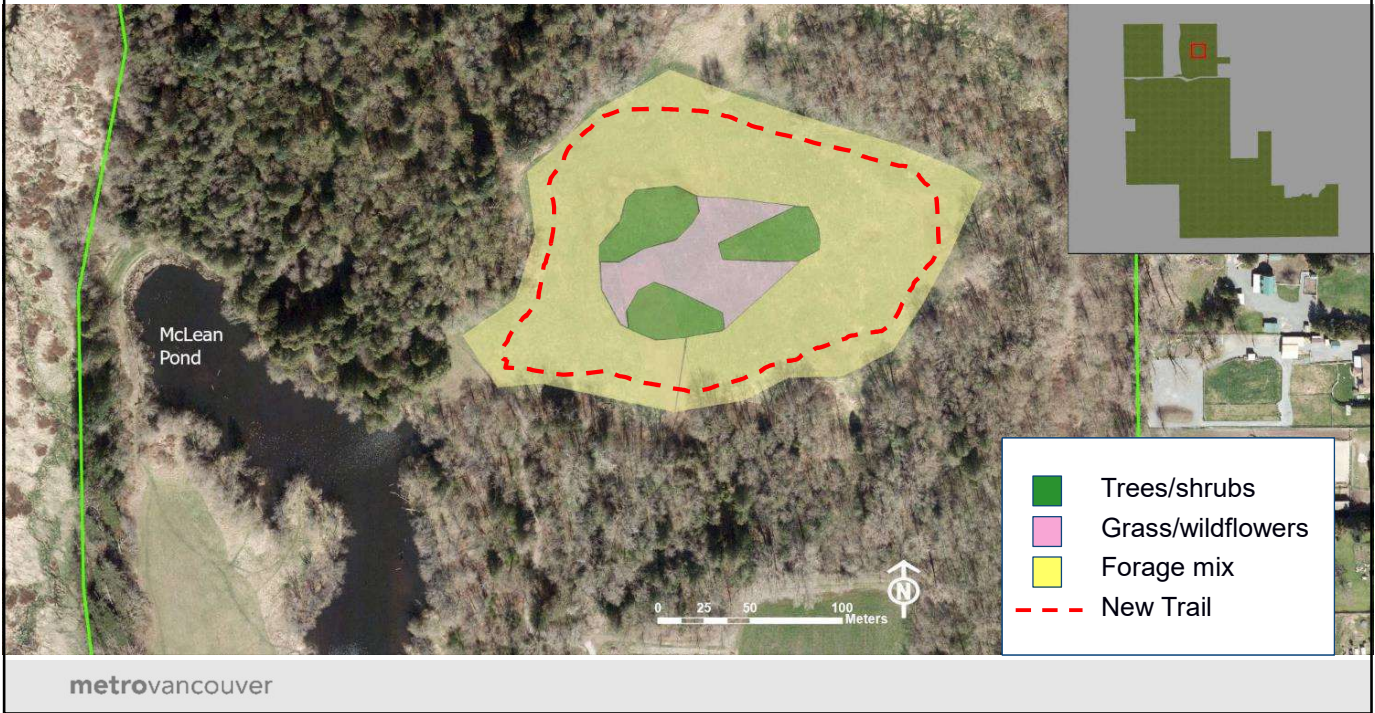 McLean
Pond
Trees/shrubs
Grass/wildflowers
Forage mix
New Trail
N
0 25 50 100
Meters
metrovancouver